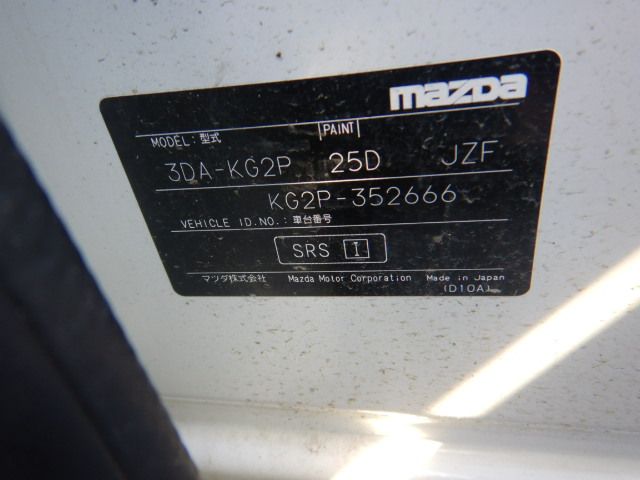 mazda
MODEL: 型式 PAINT
3DA-KG2P 25D JZF
KG2P-352666
VEHICLE ID.NO.: 車台番号
SRS I
マツダ株式会社 Mazda Motor Corporation Made in Japan
(D10A)